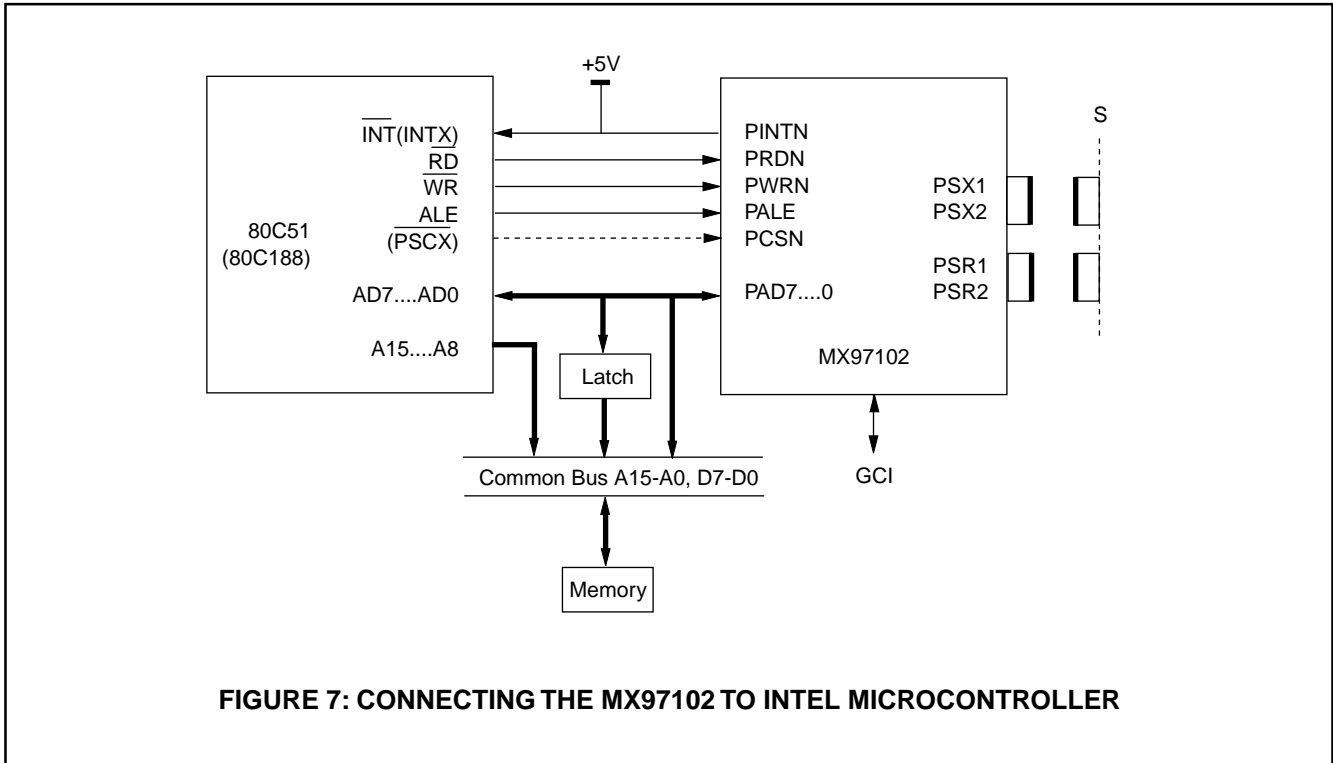 +5V
S
INT(INTX)
RD
WR
ALE
(PSCX)
80C51
(80C188)
AD7....AD0
A15....A8
PINTN
PRDN
PWRN
PALE
PCSN
PAD7....0
PSX1
PSX2
PSR1
PSR2
MX97102
Latch
Common Bus A15-A0, D7-D0
GCI
Memory
FIGURE 7: CONNECTING THE MX97102 TO INTEL MICROCONTROLLER